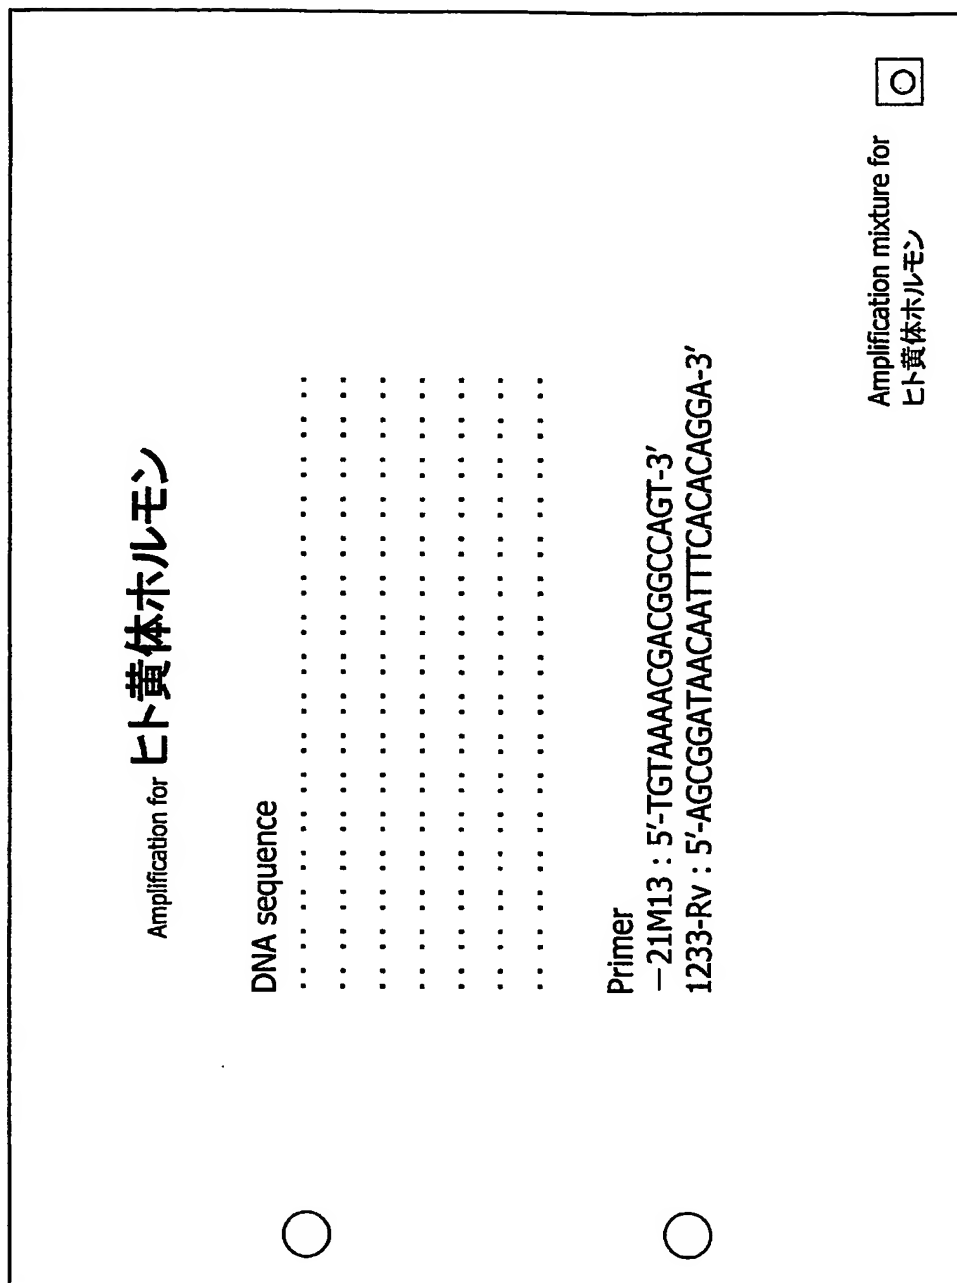 Amplification for ヒト黄体ホルモン
DNA sequence
Primer
−21M13 : 5′-TGTAAAACGACGGCCAGT-3′
1233-Rv : 5′-AGCGGATAACAATTTCACACAGGA-3′
Amplification mixture for
ヒト黄体ホルモン